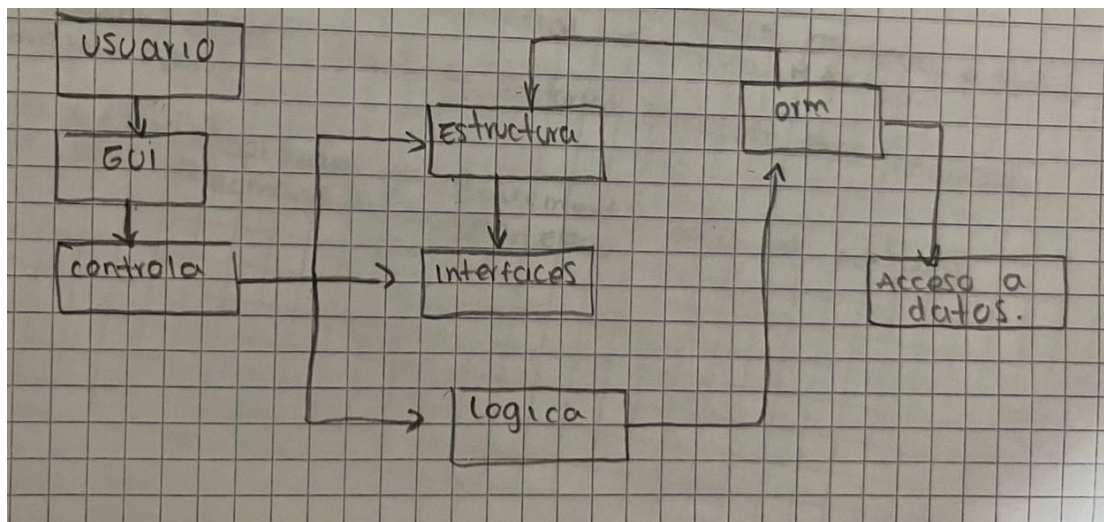 Usuario
GUI
controla
Estructura
interfaces
logica
orm
Acceso a
datos.